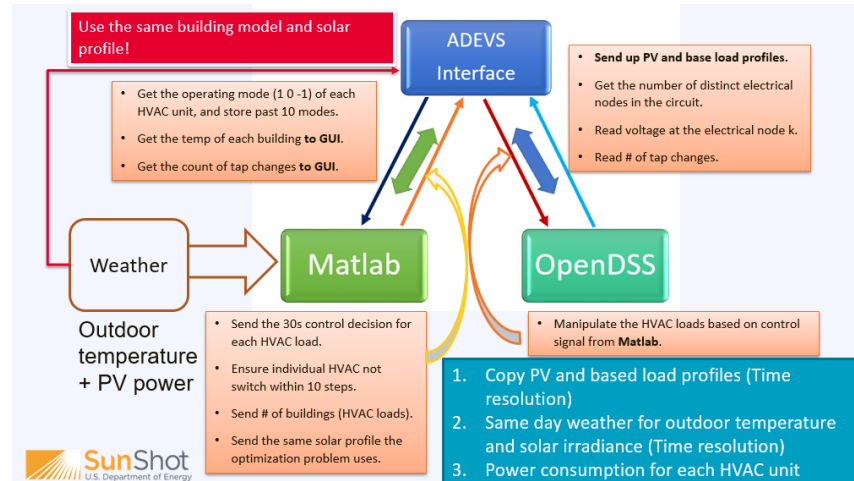 Use the same building model and solar
profile!
ADEVS
Interface
• Get the operating mode (1 0 -1) of each
HVAC unit, and store past 10 modes.
• Get the temp of each building to GUI.
• Get the count of tap changes to GUI.
• Send up PV and base load profiles.
• Get the number of distinct electrical
nodes in the circuit.
• Read voltage at the electrical node k.
• Read # of tap changes.
Weather
Matlab
OpenDSS
Outdoor
temperature
+ PV power
• Send the 30s control decision for
each HVAC load.
• Ensure individual HVAC not
switch within 10 steps.
• Send # of buildings (HVAC loads).
• Send the same solar profile the
optimization problem uses.
• Manipulate the HVAC loads based on control
signal from Matlab.
1. Copy PV and based load profiles (Time
resolution)
2. Same day weather for outdoor temperature
and solar irradiance (Time resolution)
3. Power consumption for each HVAC unit
SunShot
U.S. Department of Energy